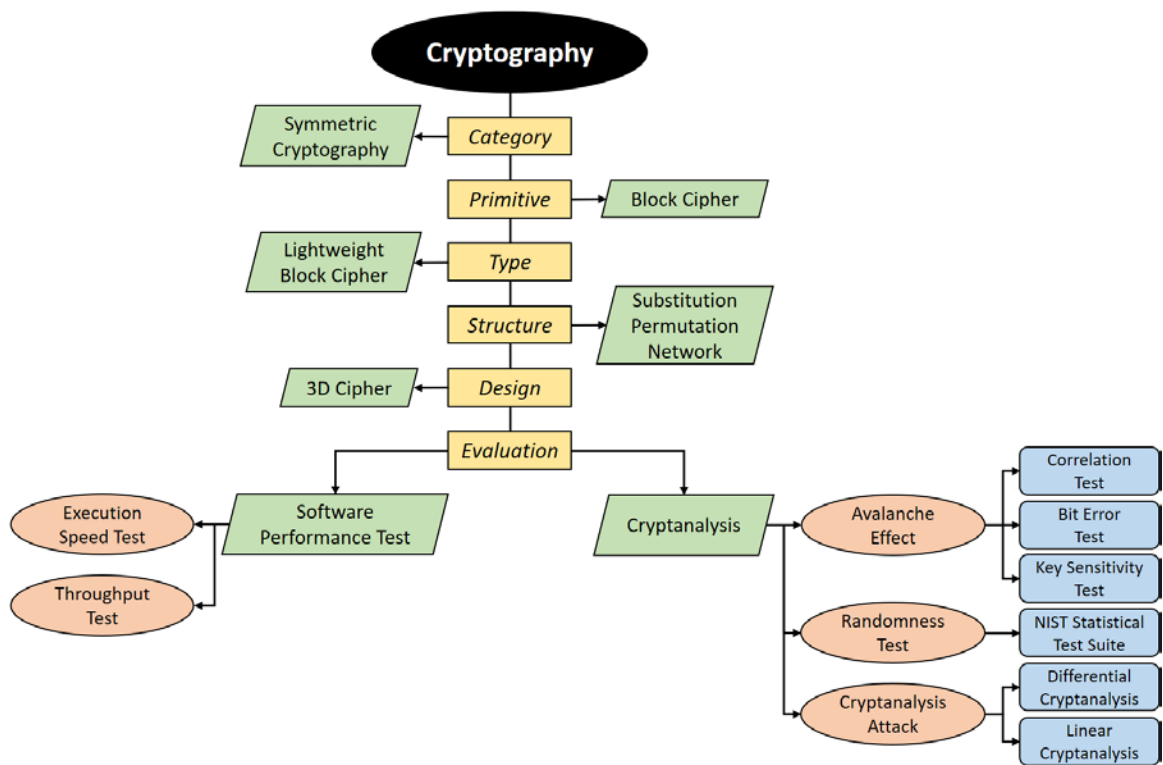 Cryptography
Symmetric
Cryptography
Category
Primitive
Block Cipher
Lightweight
Block Cipher
Type
Structure
Substitution
Permutation
Network
3D Cipher
Design
Evaluation
Software
Performance Test
Execution
Speed Test
Throughput
Test
Cryptanalysis
Avalanche
Effect
Correlation
Test
Bit Error
Test
Key Sensitivity
Test
Randomness
Test
NIST Statistical
Test Suite
Cryptanalysis
Attack
Differential
Cryptanalysis
Linear
Cryptanalysis